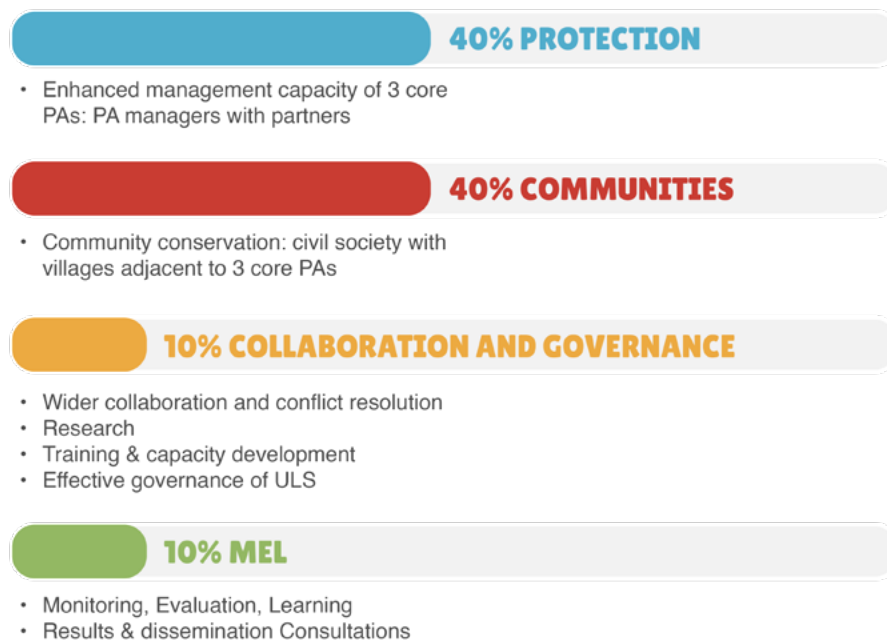 40% PROTECTION
• Enhanced management capacity of 3 core
PAs: PA managers with partners
40% COMMUNITIES
• Community conservation: civil society with
villages adjacent to 3 core PAs
10% COLLABORATION AND GOVERNANCE
• Wider collaboration and conflict resolution
• Research
• Training & capacity development
• Effective governance of ULS
10% MEL
• Monitoring, Evaluation, Learning
• Results & dissemination Consultations